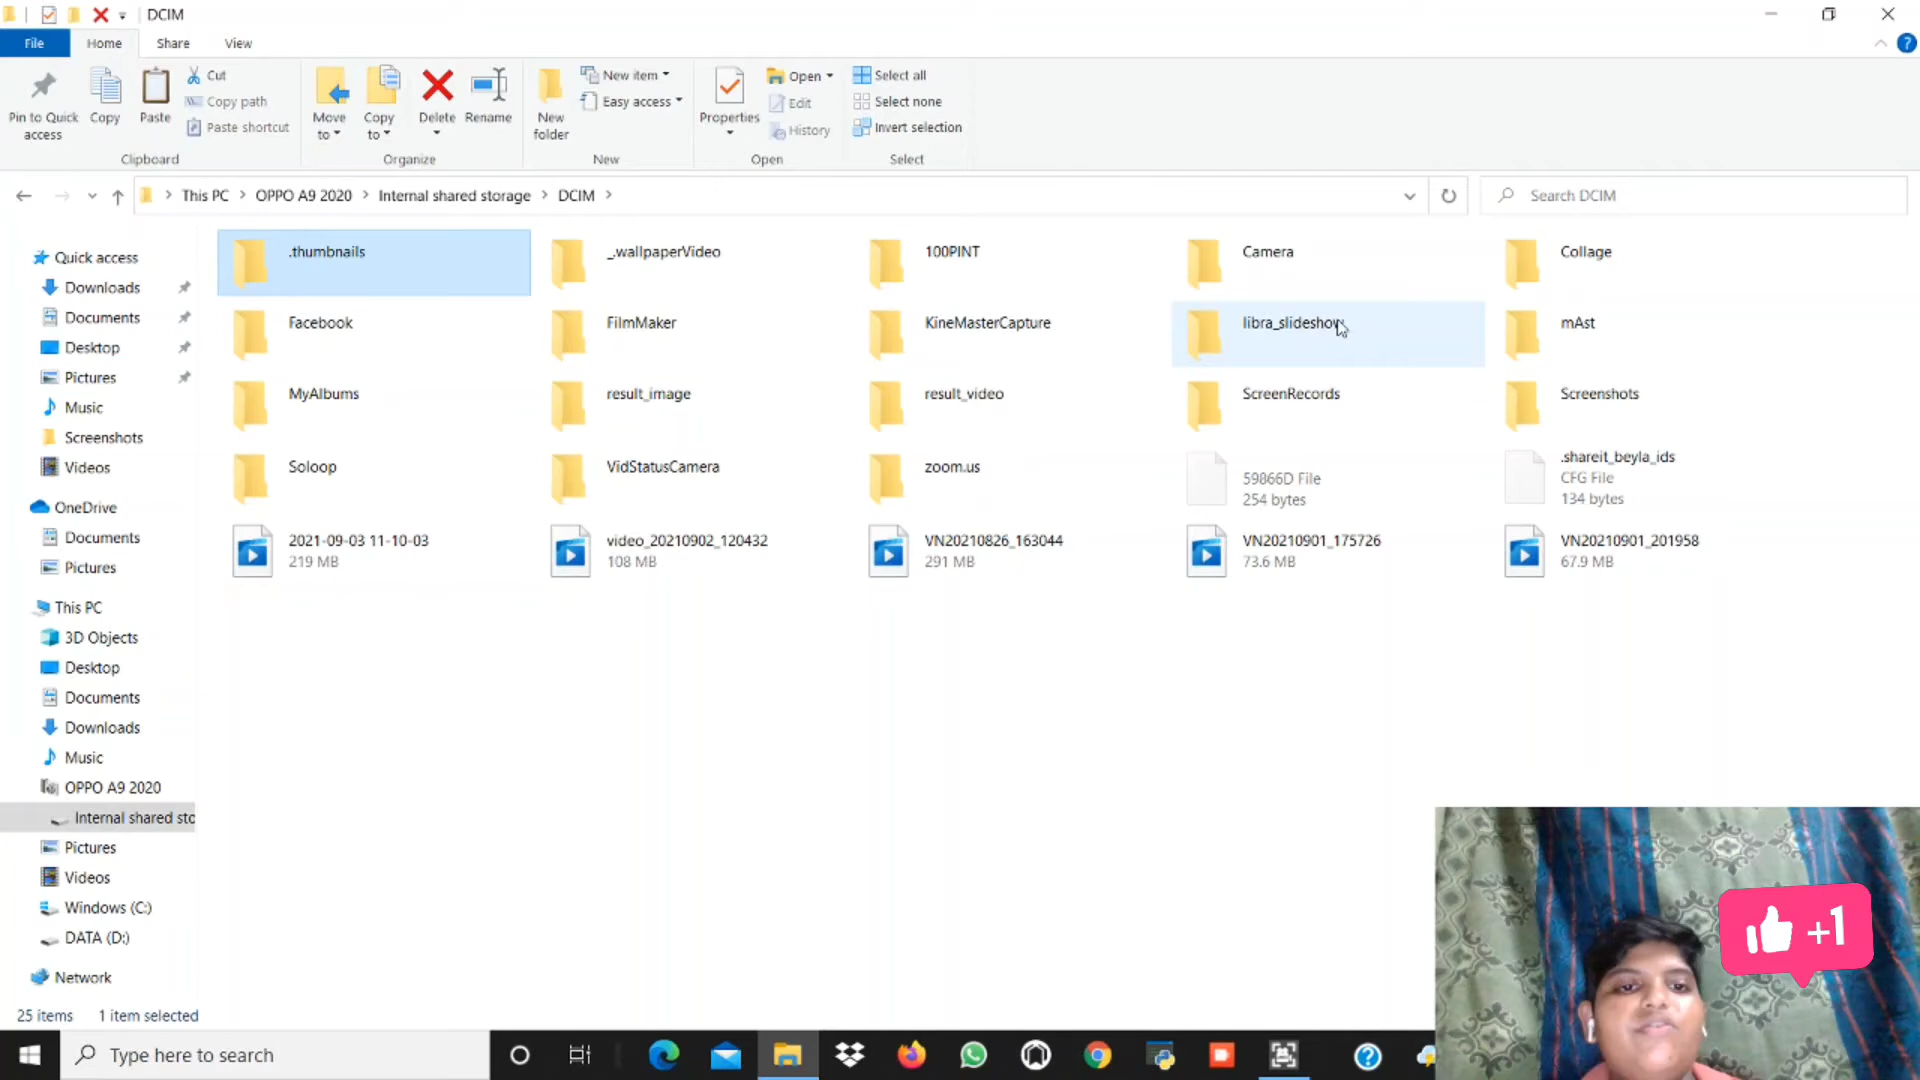 DCIM
File Home Share View
Pin to Quick access
Copy
Paste
Cut
Copy path
Paste shortcut
Clipboard
Move to
Copy to
Delete
Rename
Organize
New folder
New item
Easy access
New
Properties
Open
Edit
History
Open
Select all
Select none
Invert selection
Select
This PC > OPPO A9 2020 > Internal shared storage > DCIM >
Search DCIM
Quick access
Downloads
Documents
Desktop
Pictures
Music
Screenshots
Videos
OneDrive
Documents
Pictures
This PC
3D Objects
Desktop
Documents
Downloads
Music
OPPO A9 2020
Internal shared sto
Pictures
Videos
Windows (C:)
DATA (D:)
Network
.thumbnails
_.wallpaperVideo
100PINT
Camera
Collage
Facebook
FilmMaker
KineMasterCapture
libra_slideshow
mAst
MyAlbums
result_image
result_video
ScreenRecords
Screenshots
Soloop
VidStatusCamera
zoom.us
59866D File
254 bytes
.shareit_beyla_ids
CFG File
134 bytes
2021-09-03 11-10-03
219 MB
video_20210902_120432
108 MB
VN20210826_163044
291 MB
VN20210901_175726
73.6 MB
VN20210901_201958
67.9 MB
+1
25 items 1 item selected
Type here to search